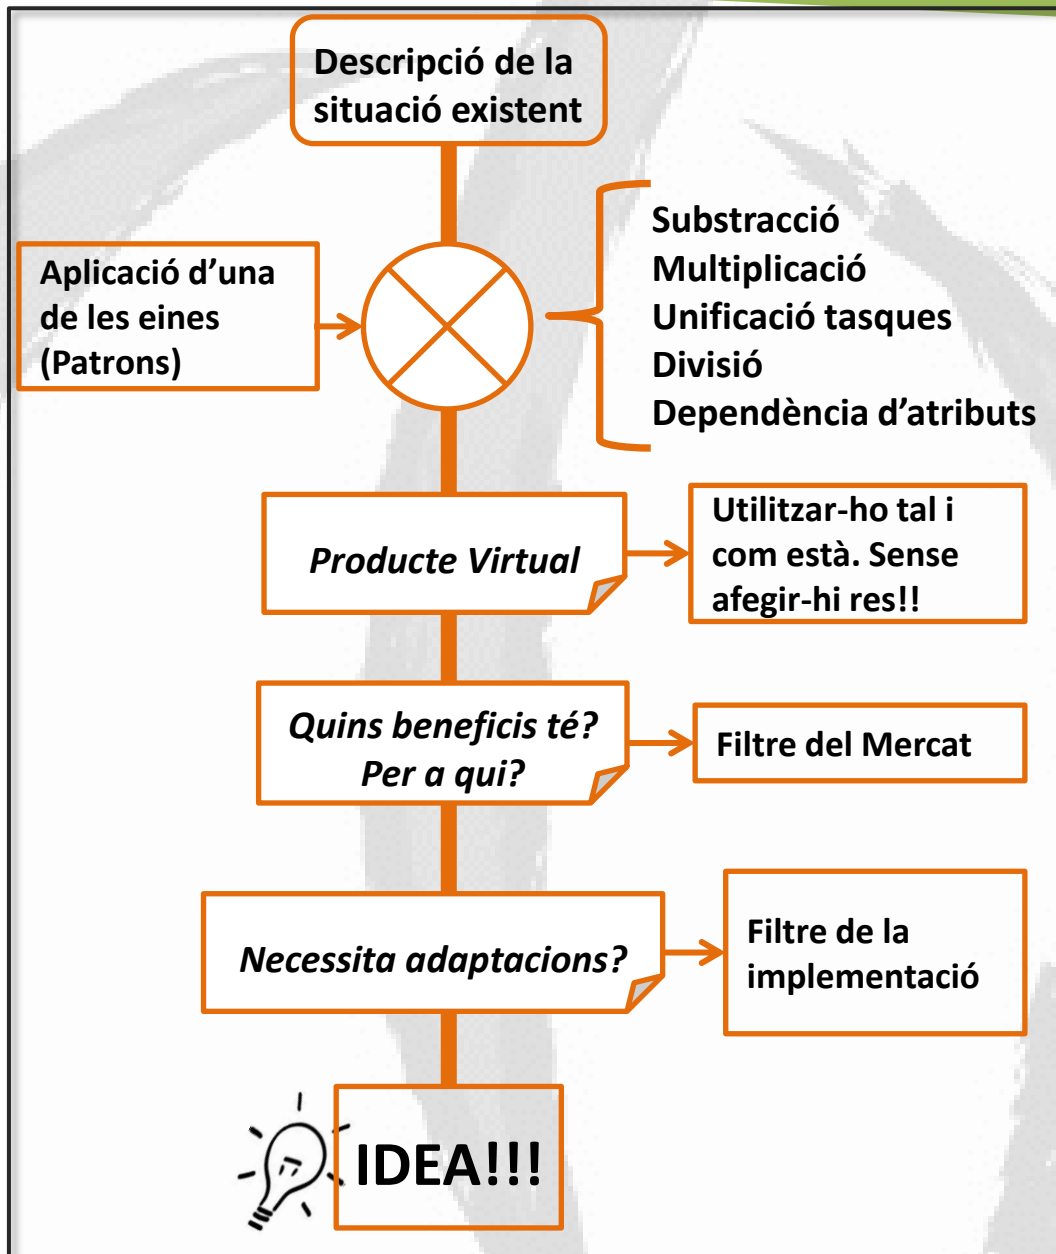 Descripció de la
situació existent
Aplicació d’una
de les eines
(Patrons)
Substracció
Multiplicació
Unificació tasques
Divisió
Dependència d’atributs
Producte Virtual
Utilitzar-ho tal i
com està. Sense
afegir-hi res!!
Quins beneficis té?
Per a qui?
Filtre del Mercat
Necessita adaptacions?
Filtre de la
implementació
IDEA!!!